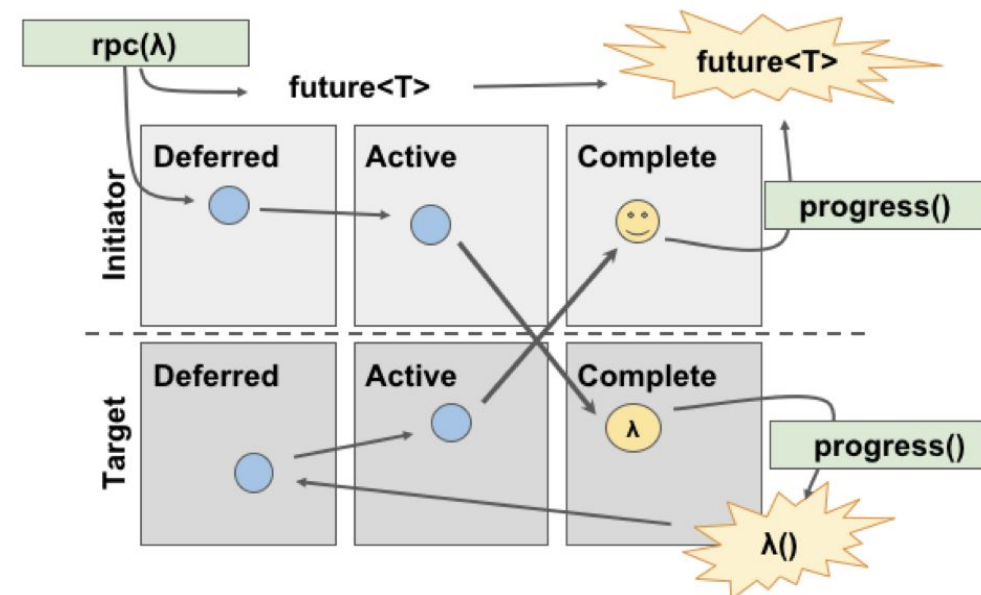 rpc(λ)
future<T>
future<T>
Initiator
Deferred
Active
Complete
progress()
Target
Deferred
Active
Complete
λ
progress()
λ()